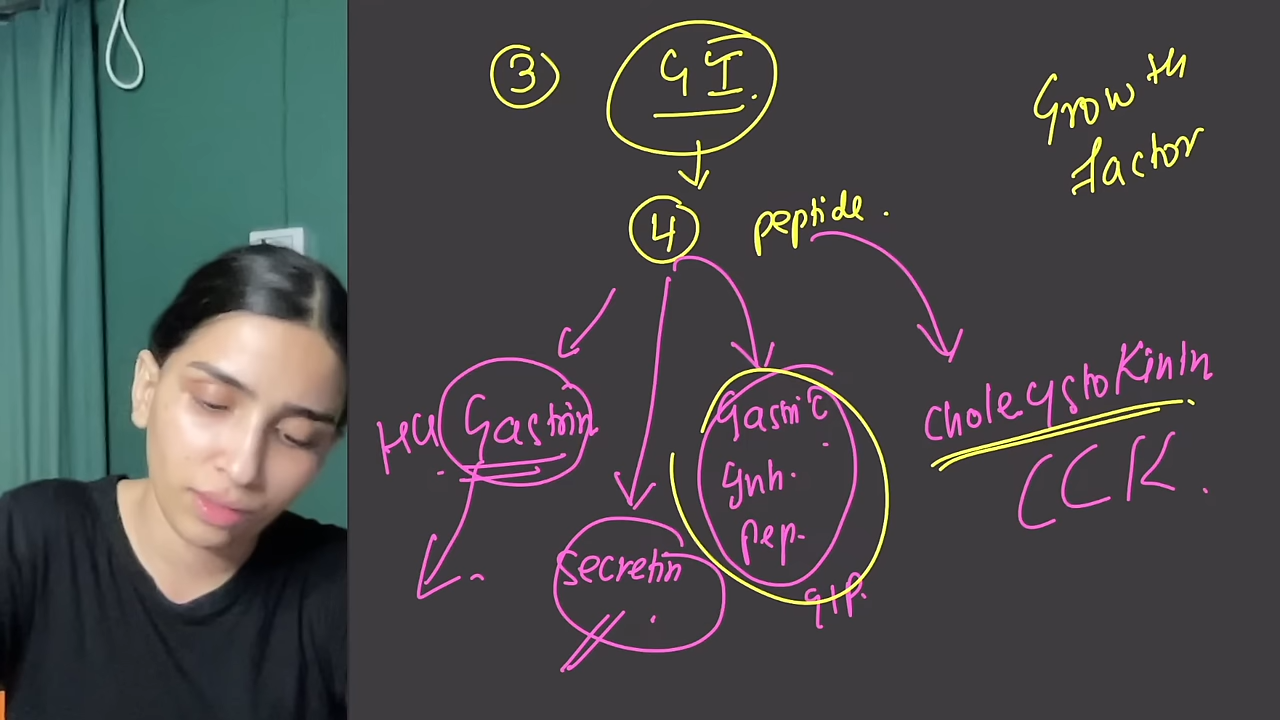 ③ GI.
Growth
Factor
④ peptide.
HCl Gastrin
Gastric
Inh.
Pep.
GIP.
Secretin
Cholecystokinin
CCK.